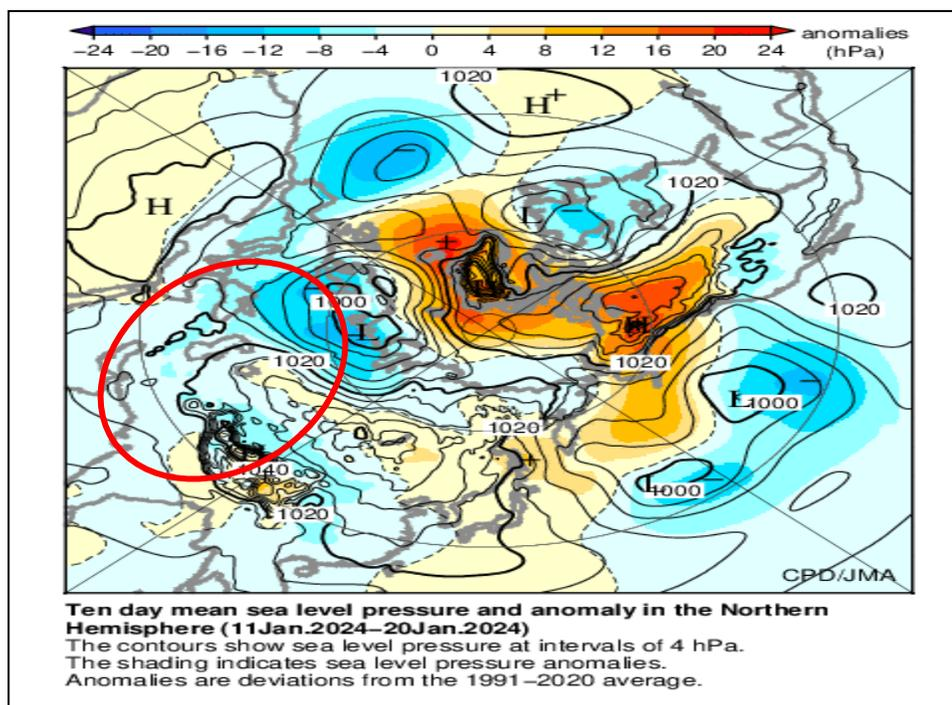 −24 −20 −16 −12 −8 −4 0 4 8 12 16 20 24 anomalies
(hPa)
1020
H+
1020
H
L −
−
+
1000
L
1020
H
1020
1020
L 1000 −
1020
+
1040
L 1000 −
1020
CPD/JMA
Ten day mean sea level pressure and anomaly in the Northern
Hemisphere (11Jan.2024−20Jan.2024)
The contours show sea level pressure at intervals of 4 hPa.
The shading indicates sea level pressure anomalies.
Anomalies are deviations from the 1991−2020 average.